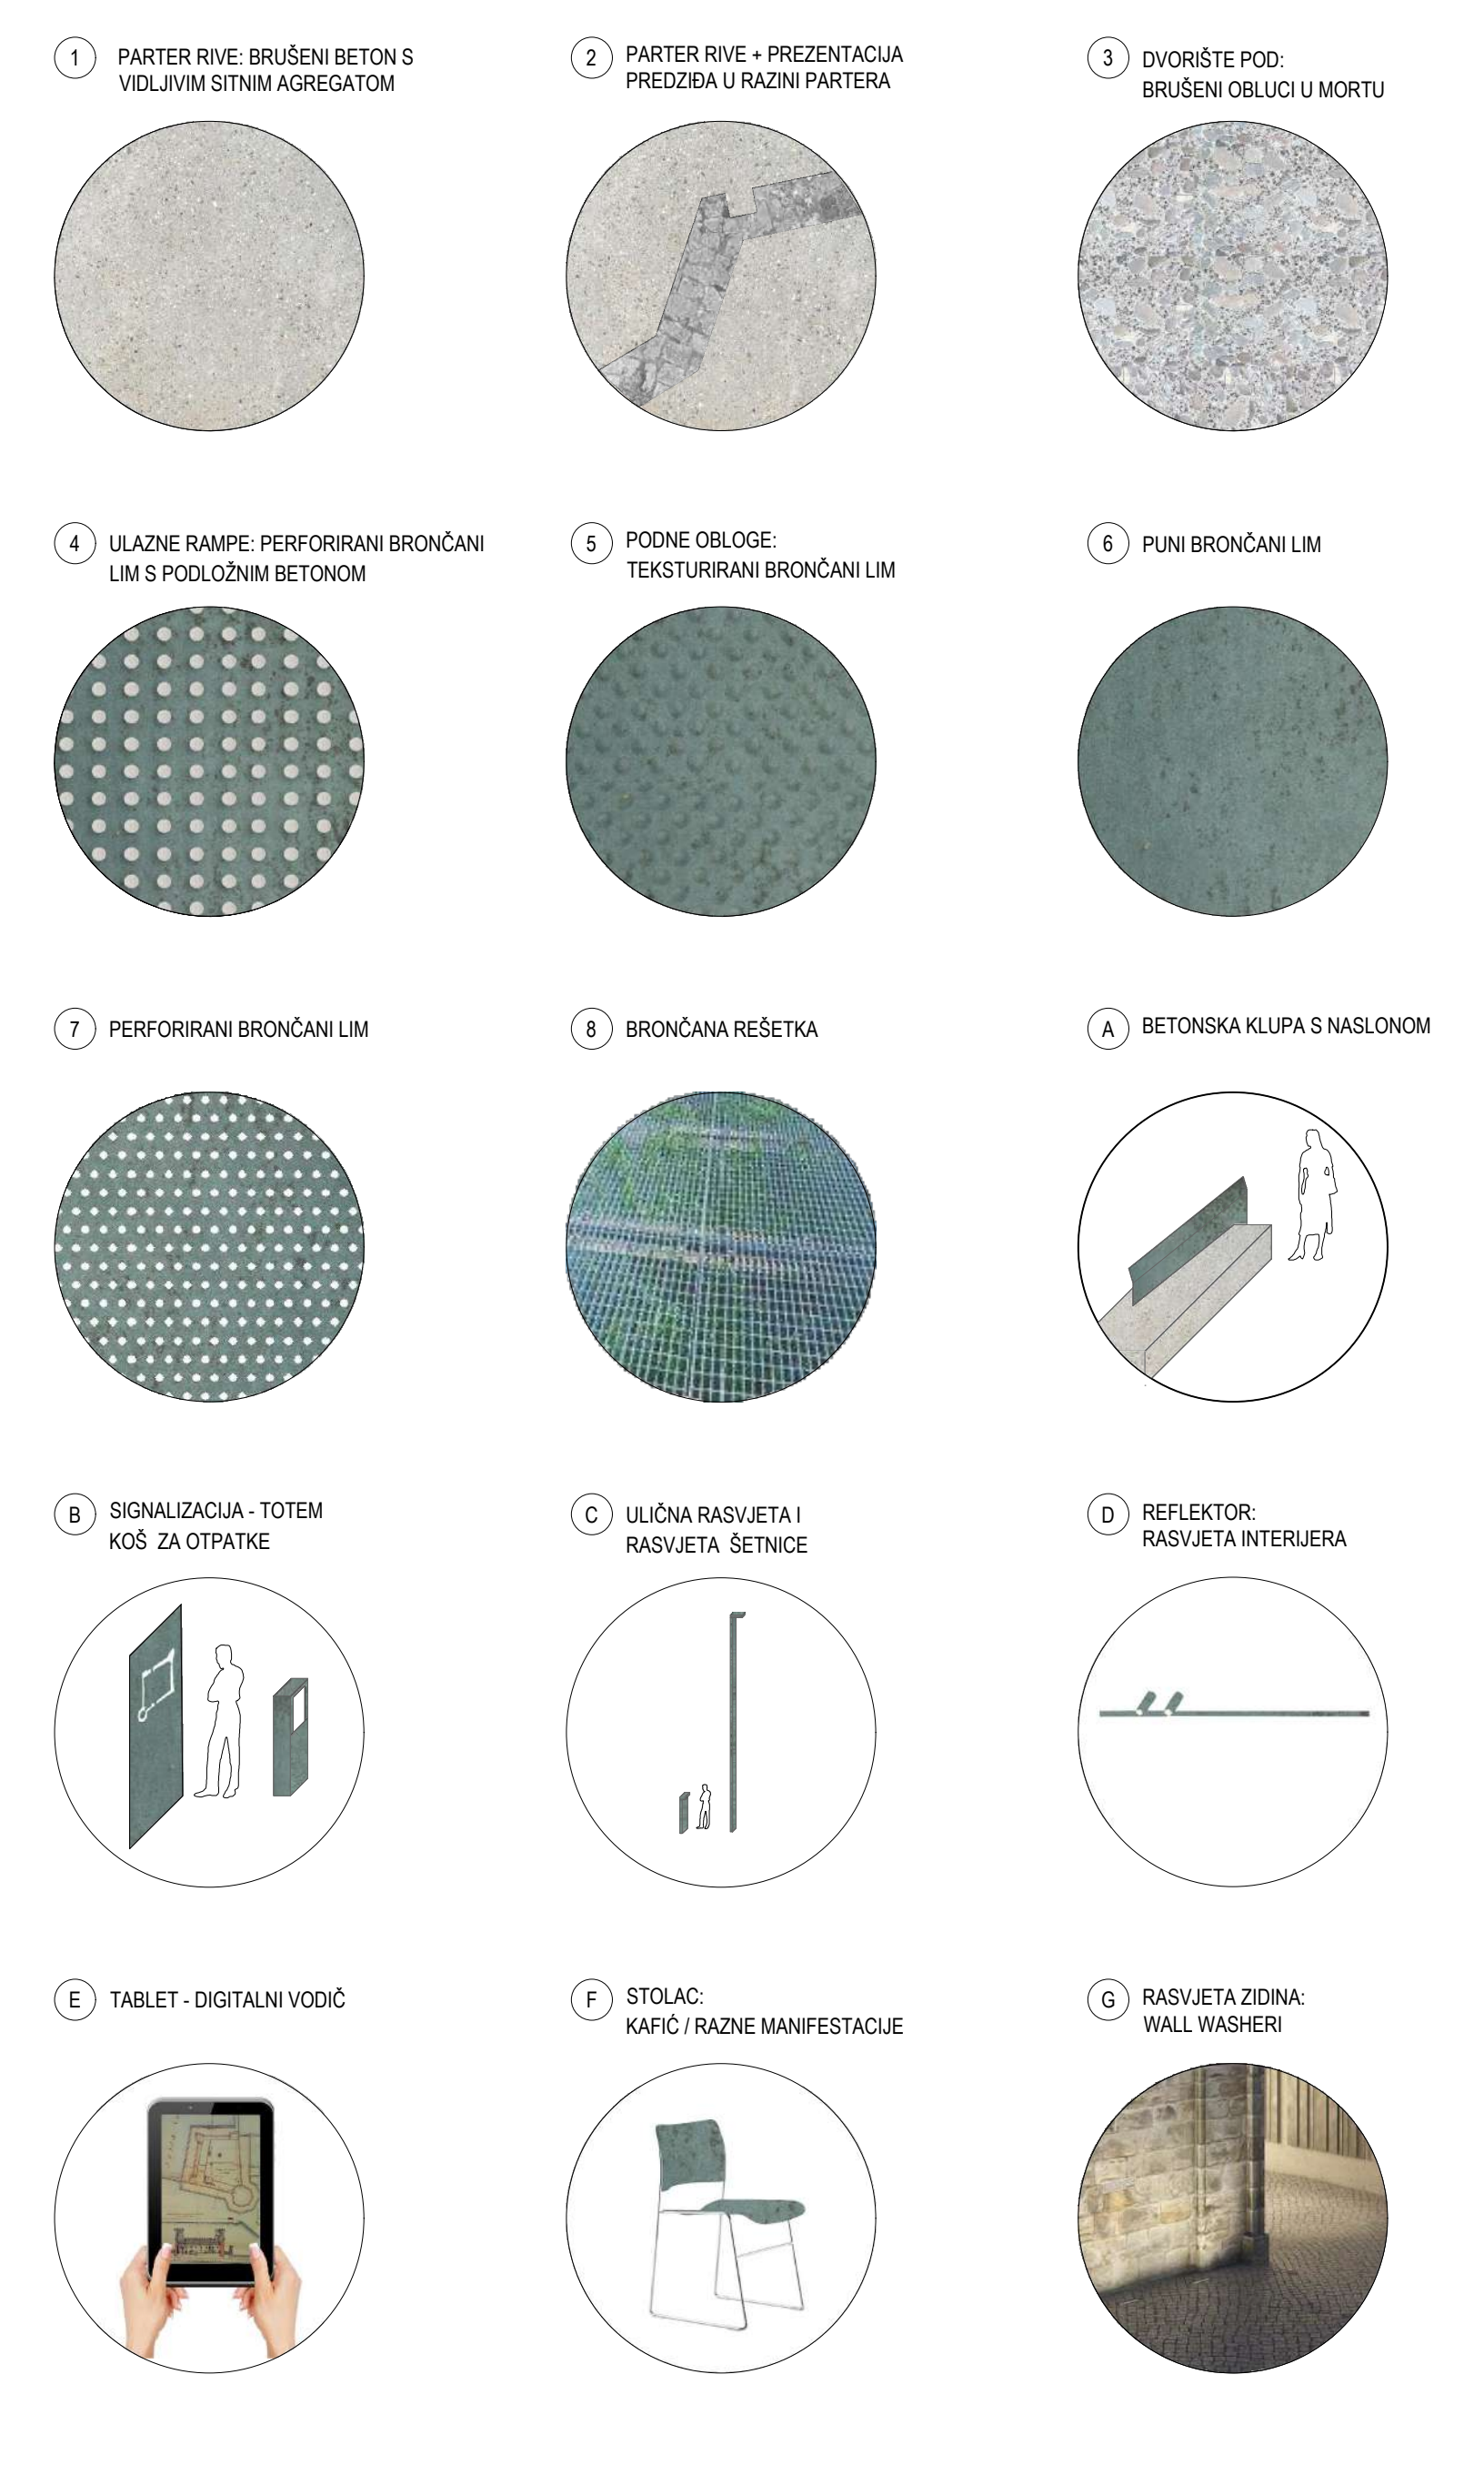 1
PARTER RIVE: BRUŠENI BETON S
VIDLJIVIM SITNIM AGREGATOM
2
PARTER RIVE + PREZENTACIJA
PREDZIĐA U RAZINI PARTERA
3
DVORIŠTE POD:
BRUŠENI OBLUCI U MORTU
4
ULAZNE RAMPE: PERFORIRANI BRONČANI
LIM S PODLOŽNIM BETONOM
5
PODNE OBLOGE:
TEKSTURIRANI BRONČANI LIM
6
PUNI BRONČANI LIM
7
PERFORIRANI BRONČANI LIM
8
BRONČANA REŠETKA
A
BETONSKA KLUPA S NASLONOM
B
SIGNALIZACIJA - TOTEM
KOŠ ZA OTPATKE
C
ULIČNA RASVJETA I
RASVJETA ŠETNICE
D
REFLEKTOR:
RASVJETA INTERIJERA
E
TABLET - DIGITALNI VODIČ
F
STOLAC:
KAFIĆ / RAZNE MANIFESTACIJE
G
RASVJETA ZIDINA:
WALL WASHERI